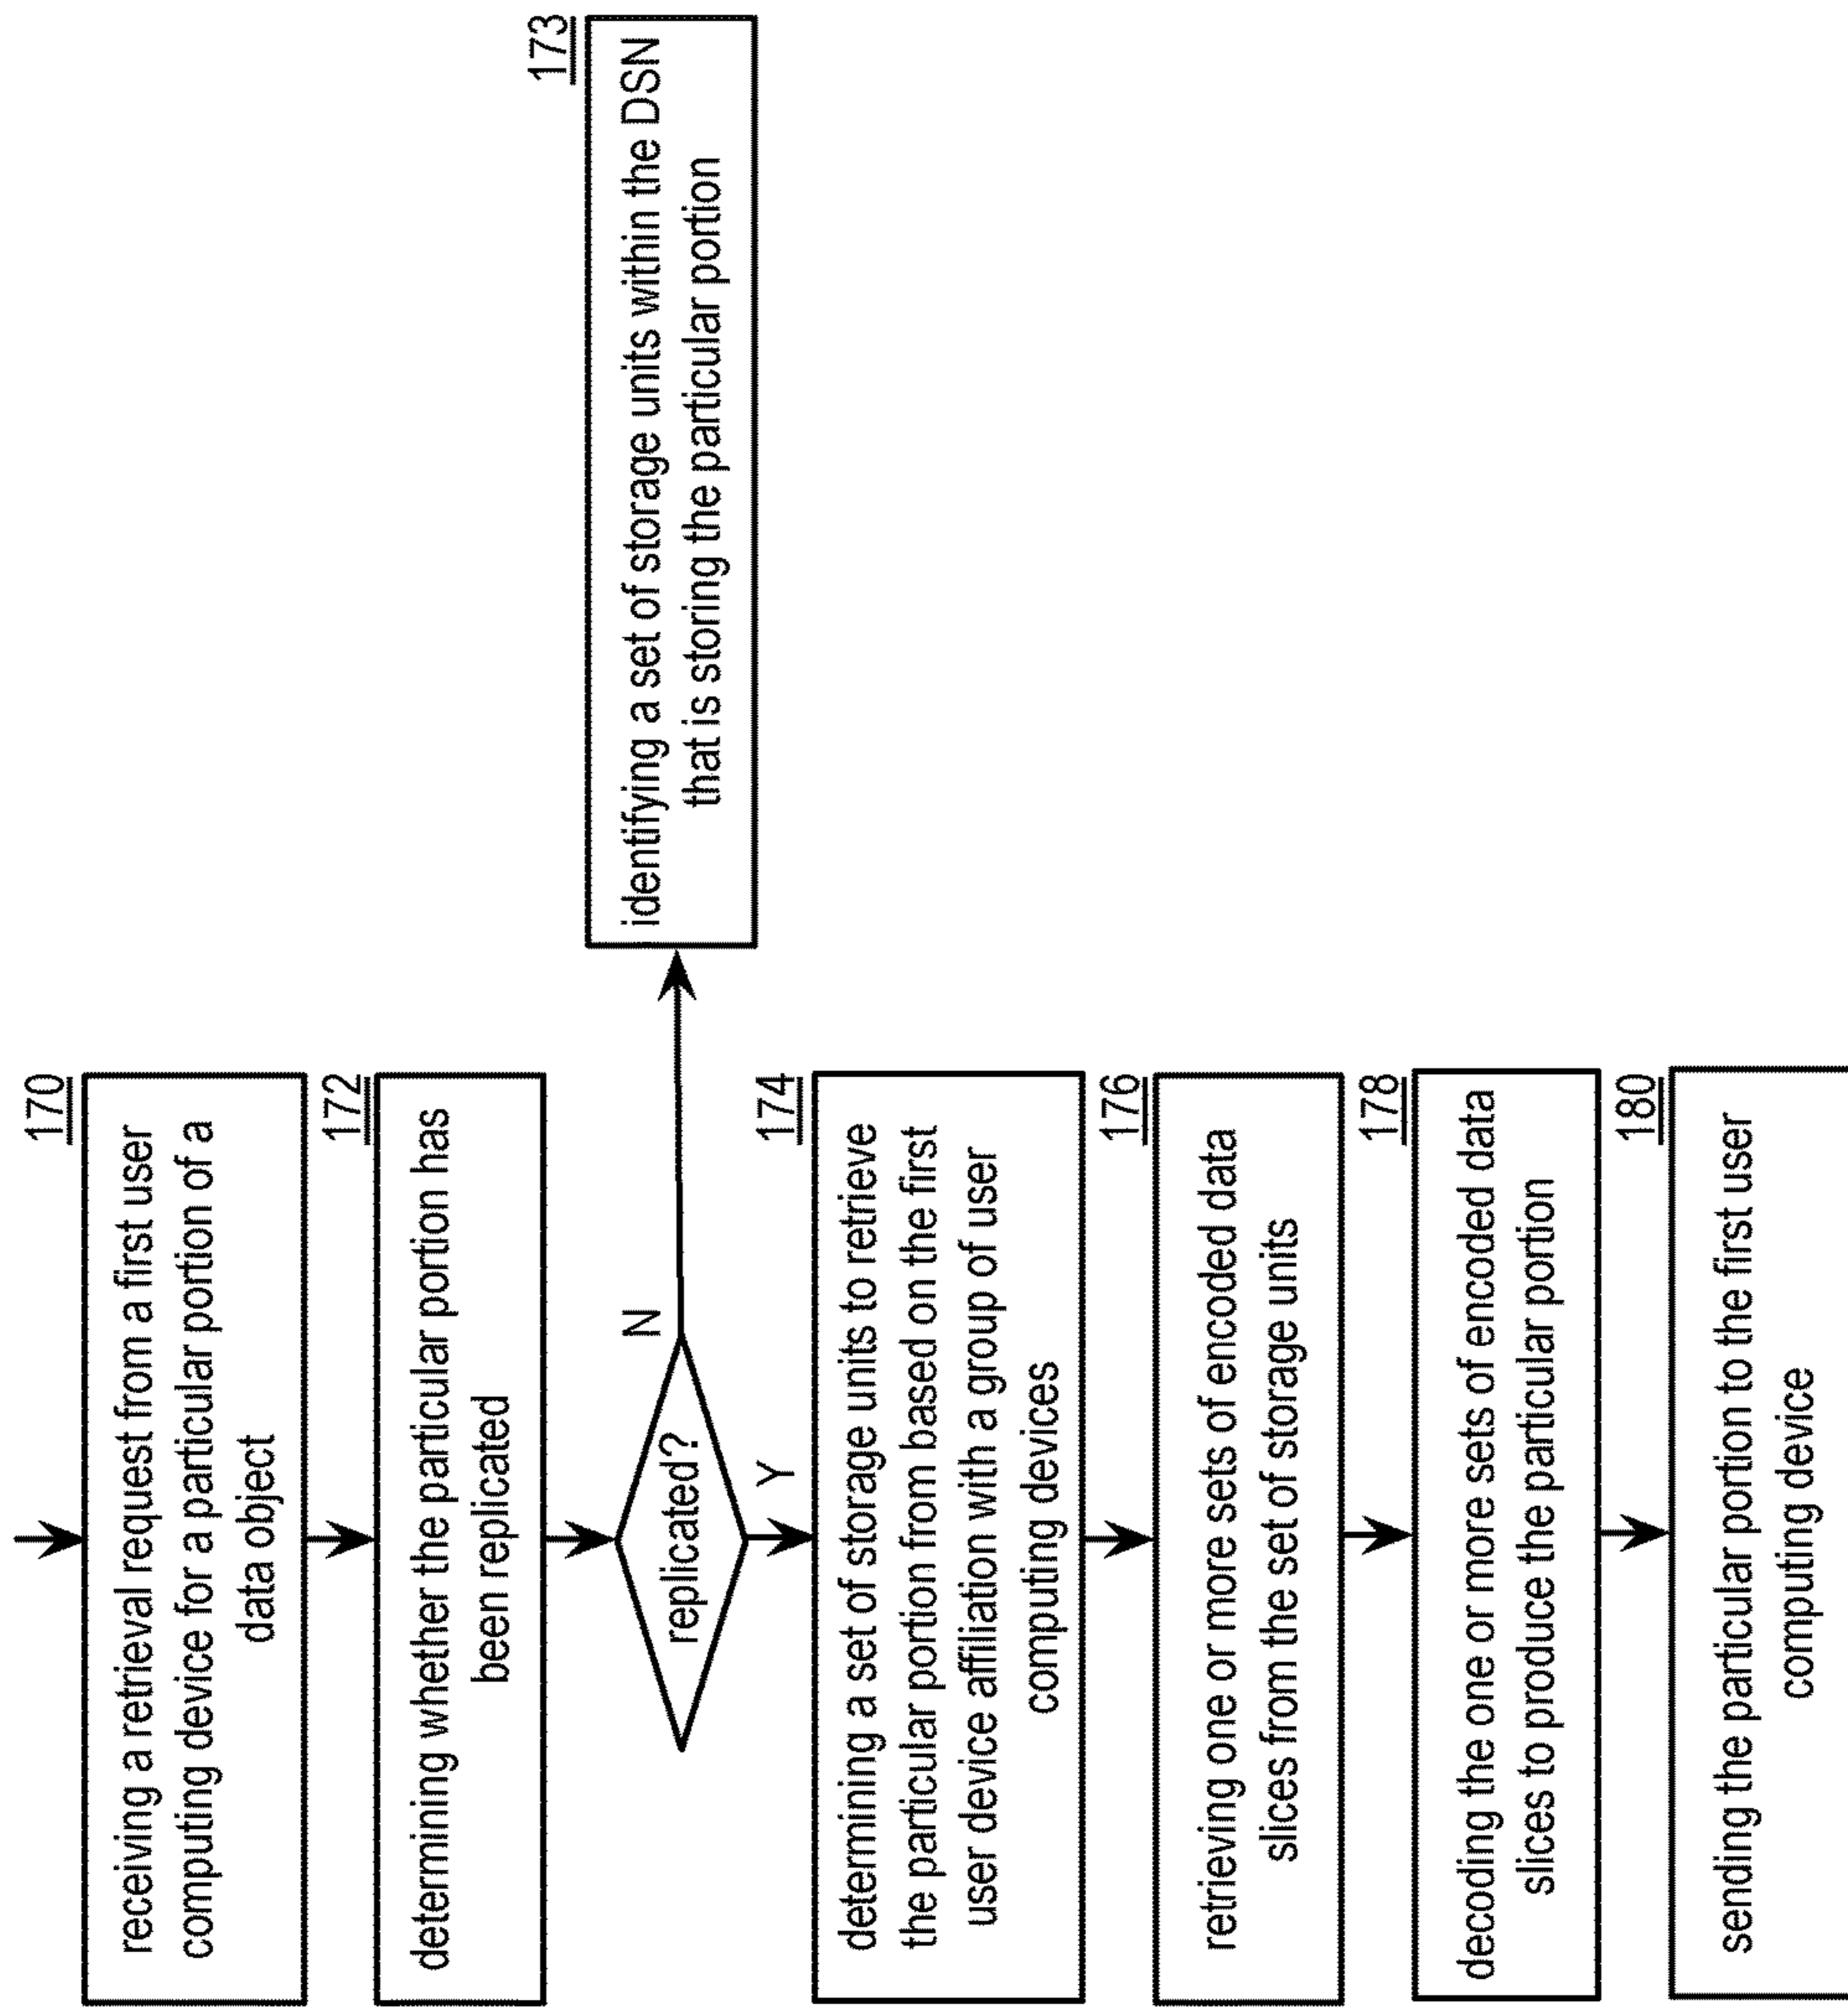 170
receiving a retrieval request from a first user
computing device for a particular portion of a
data object
172
determining whether the particular portion has
been replicated
replicated?
N
Y
173
identifying a set of storage units within the DSN
that is storing the particular portion
174
determining a set of storage units to retrieve
the particular portion from based on the first
user device affiliation with a group of user
computing devices
176
retrieving one or more sets of encoded data
slices from the set of storage units
178
decoding the one or more sets of encoded data
slices to produce the particular portion
180
sending the particular portion to the first user
computing device